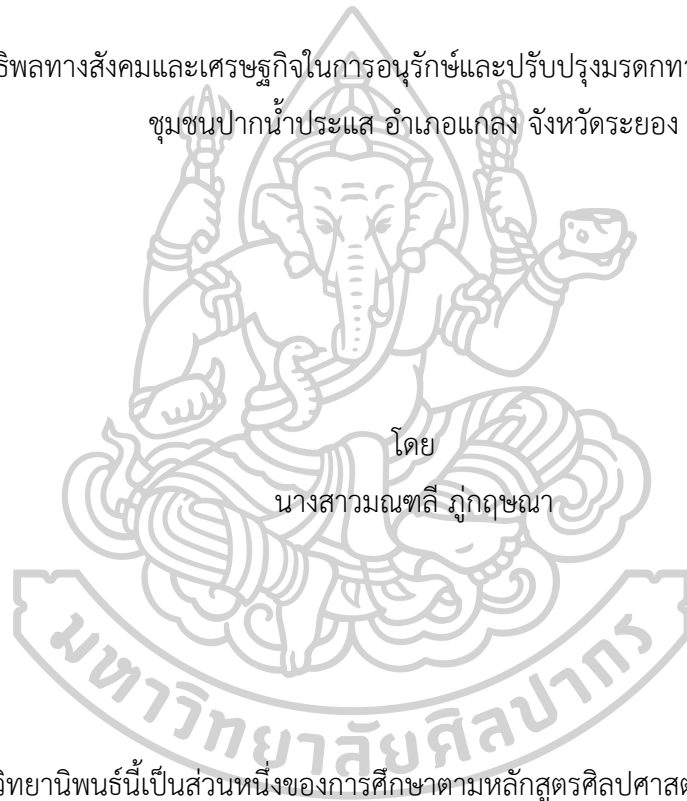 ธิพลทางสังคมและเศรษฐกิจในการอนุรักษ์และปรับปรุงมรดกทา
ชุมชนปากน้ำประแส อำเภอแกลง จังหวัดระยอง
โดย
นางสาวมณฑลี ภู่กฤษณา
มหาวิทยาลัยศิลปากร
วิทยานิพนธ์นี้เป็นส่วนหนึ่งของการศึกษาตามหลักสูตรศิลปศาสต